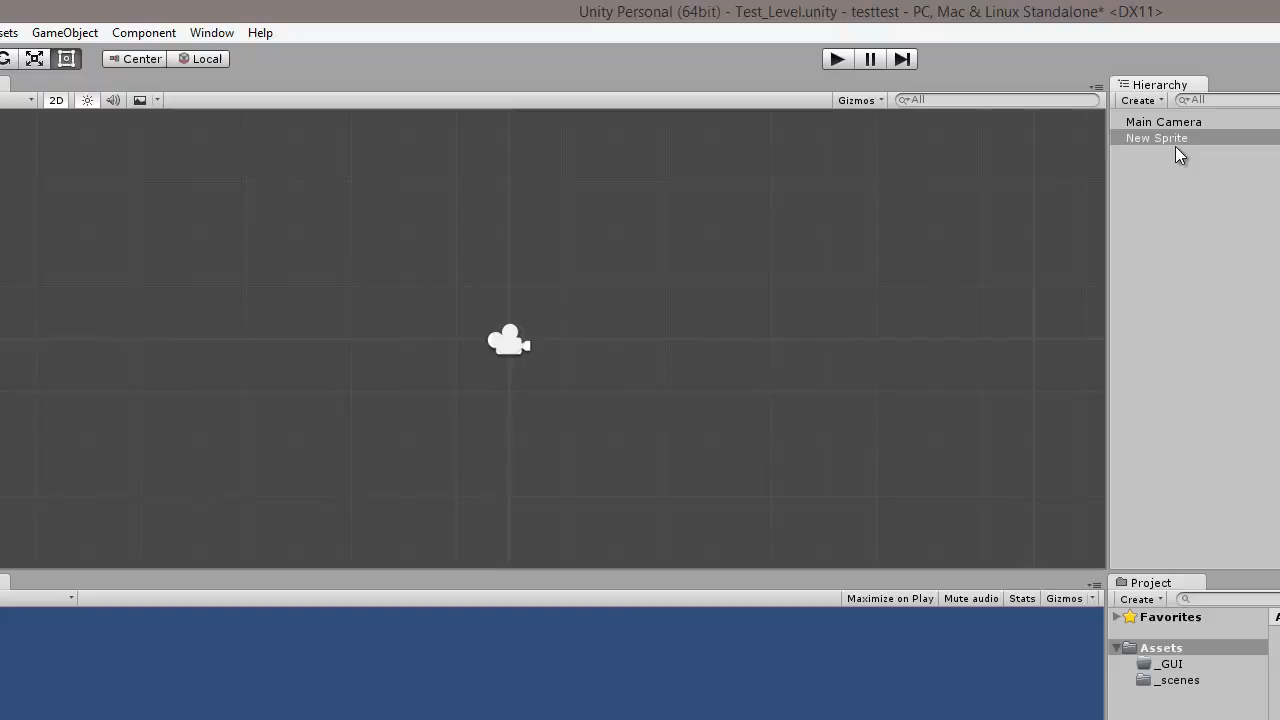 Unity Personal (64bit) - Test_Level.unity - testtest - PC, Mac & Linux Standalone* <DX11>
sets GameObject Component Window Help
Center Local
2D Gizmos All
Hierarchy
Create All
Main Camera
New Sprite
Project
Maximize on Play Mute audio Stats Gizmos
Create
Favorites
Assets
_GUI
_scenes